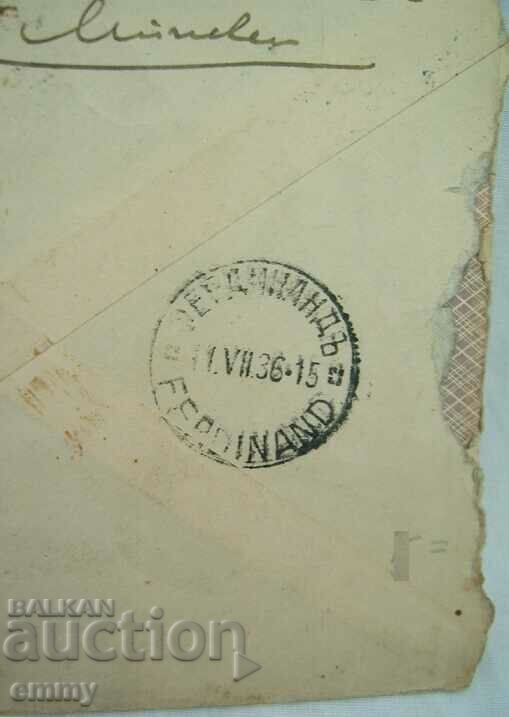 München
ФЕРДИНАНДЪ
11.VII.36·15
FERDINAND
BALKAN
auction
emmy